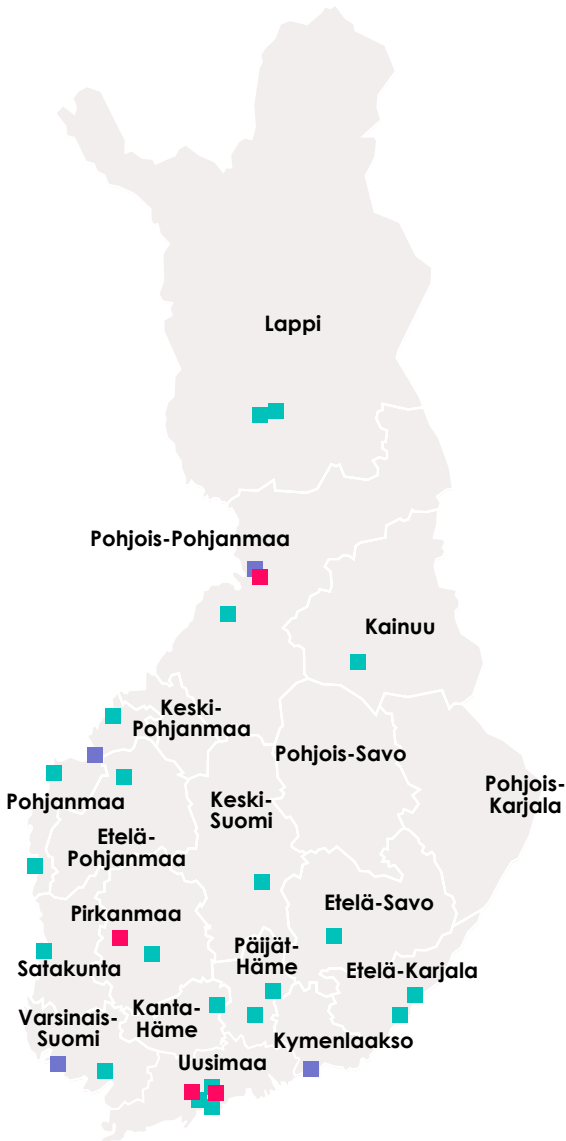 Lappi
Pohjois-Pohjanmaa
Kainuu
Keski-
Pohjanmaa
Pohjois-Savo
Pohjois-
Karjala
Pohjanmaa
Keski-
Suomi
Etelä-
Pohjanmaa
Etelä-Savo
Pirkanmaa
Päijät-
Häme
Etelä-Karjala
Satakunta
Kanta-
Häme
Varsinais-
Suomi
Kymenlaakso
Uusimaa